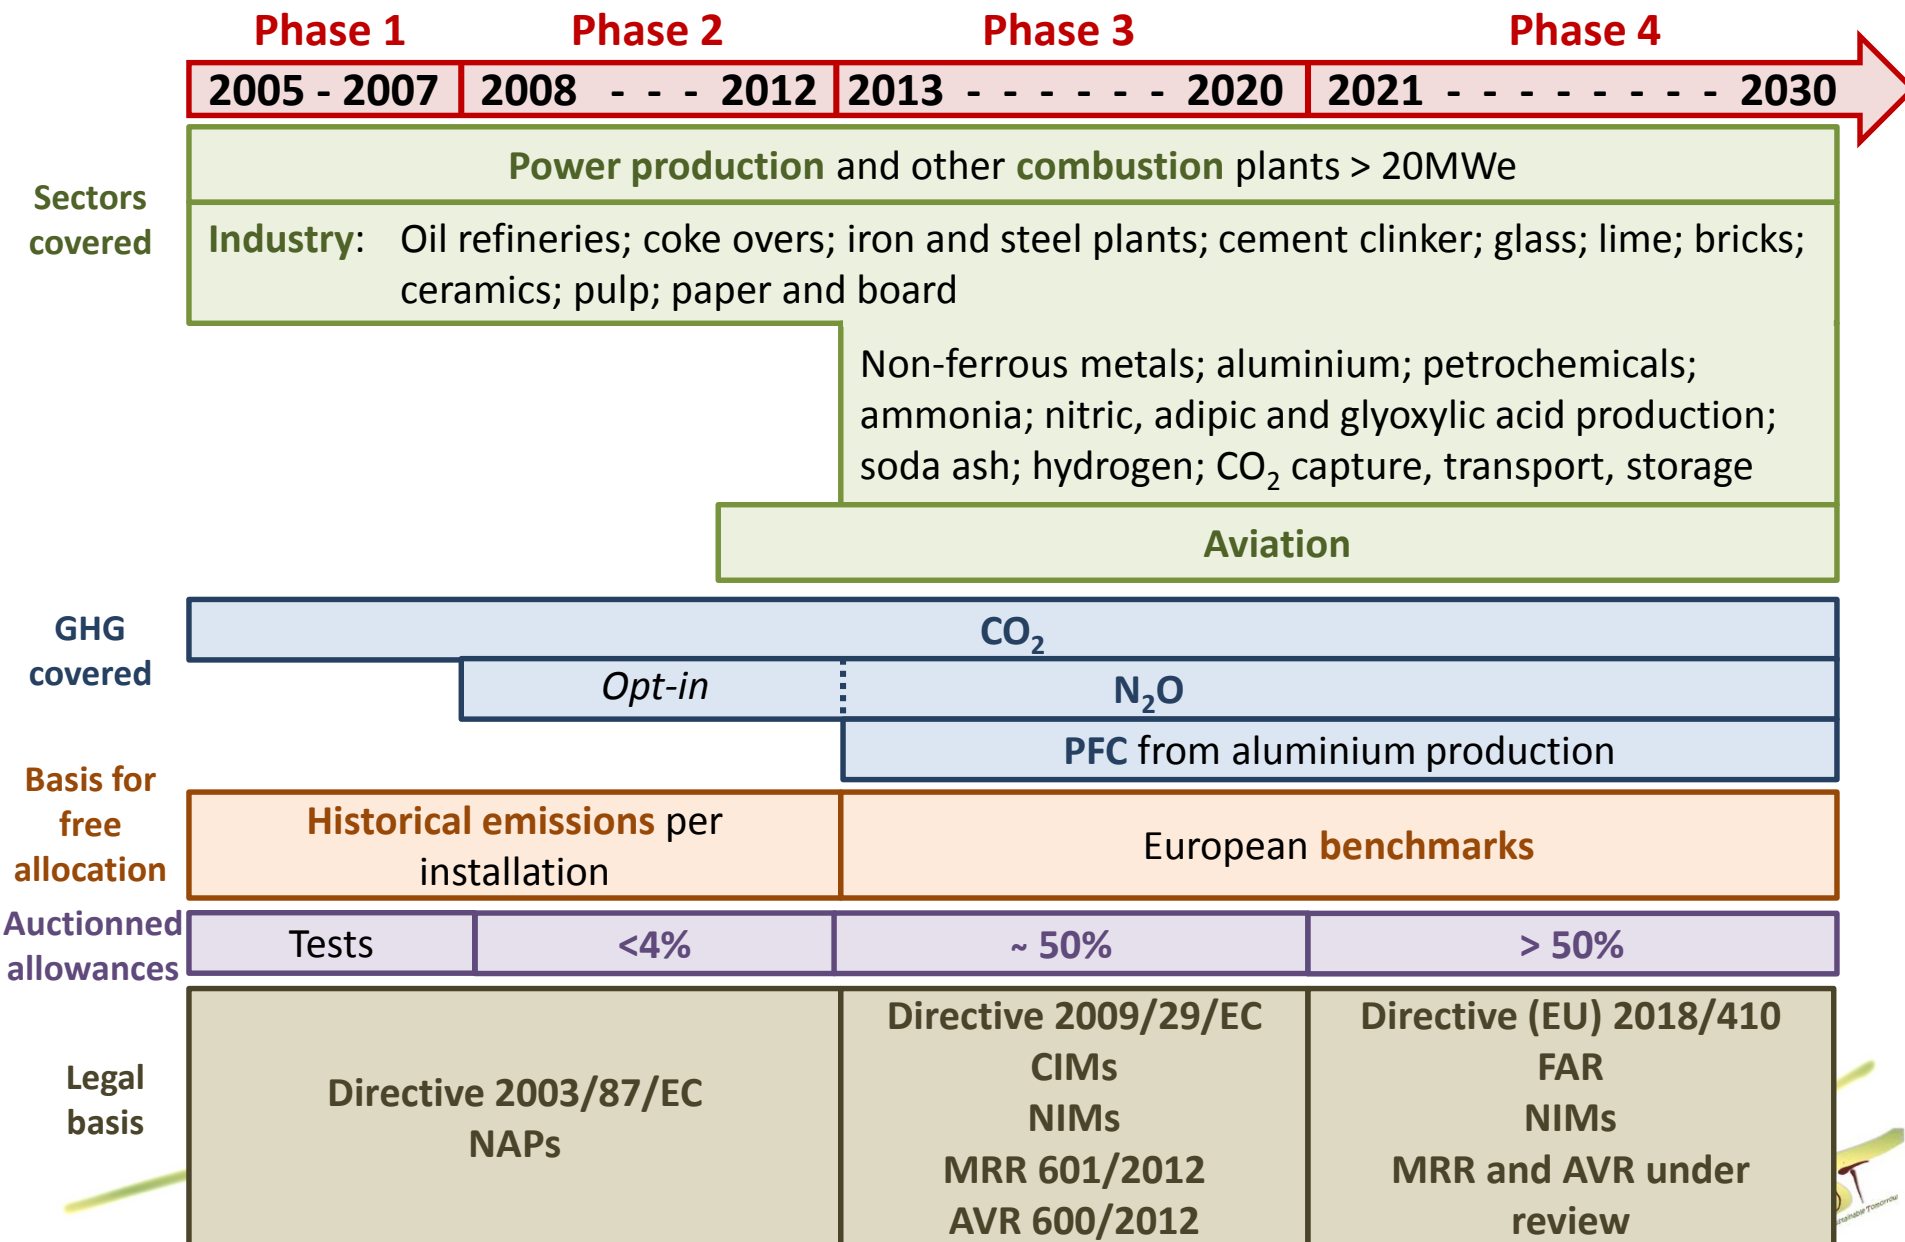 Phase 1 Phase 2 Phase 3 Phase 4
2005 - 2007 2008 - - - 2012 2013 - - - - - - 2020 2021 - - - - - - - - 2030
Sectors
covered
Power production and other combustion plants > 20MWe
Industry: Oil refineries; coke overs; iron and steel plants; cement clinker; glass; lime; bricks;
ceramics; pulp; paper and board
Non-ferrous metals; aluminium; petrochemicals;
ammonia; nitric, adipic and glyoxylic acid production;
soda ash; hydrogen; CO₂ capture, transport, storage
Aviation
GHG
covered
CO₂
Opt-in N₂O
PFC from aluminium production
Basis for
free
allocation
Historical emissions per
installation
European benchmarks
Auctionned
allowances
Tests <4% ~ 50% > 50%
Legal
basis
Directive 2003/87/EC
NAPs
Directive 2009/29/EC
CIMs
NIMs
MRR 601/2012
AVR 600/2012
Directive (EU) 2018/410
FAR
NIMs
MRR and AVR under
review
Tomorrow